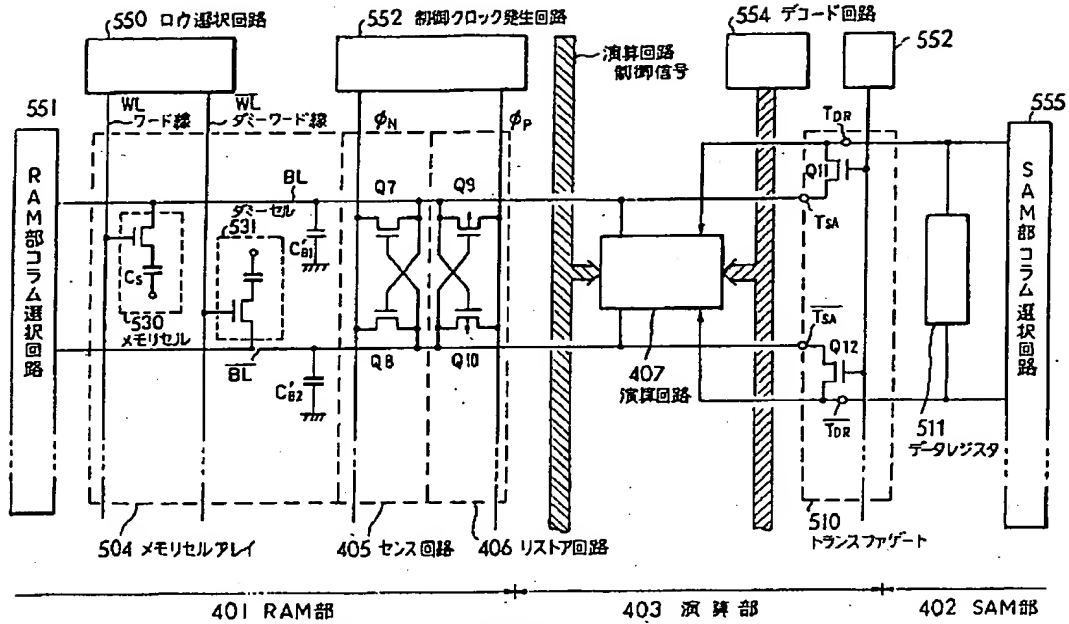 550 ロウ選択回路
552 制御クロック発生回路
554 デコード回路
552
演算回路
制御信号
551
RAM部コラム選択回路
WL
ワード線
W̅L̅
ダミーワード線
φN
φP
TDR
555
SAM部コラム選択回路
BL
ダミーセル
531
Q7
Q9
Q11
TSA
C'B1
CS
530
メモリセル
T̅S̅A̅
Q8
Q10
Q12
B̅L̅
C'B2
407
演算回路
T̅D̅R̅
511
データレジスタ
504 メモリセルアレイ
405 センス回路
406 リストア回路
510
トランスファゲート
401 RAM部
403 演算部
402 SAM部